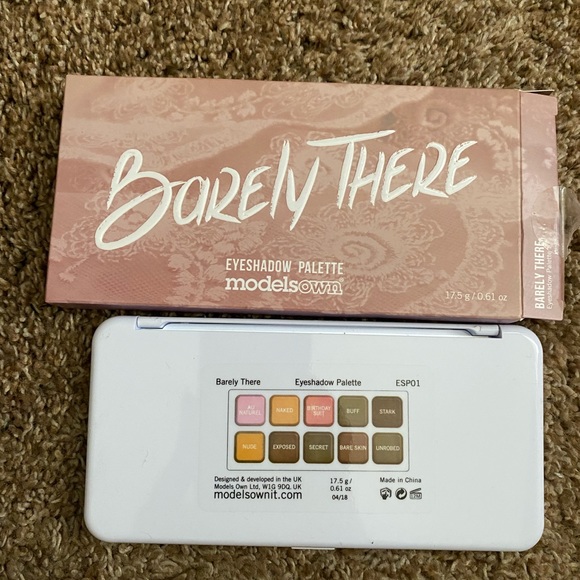 BARELY THERE
EYESHADOW PALETTE
modelsown
17.5 g / 0.61 oz
BARELY THERE
Eyeshadow Palette
Barely There Eyeshadow Palette ESP01
AU NATUREL NAKED BIRTHDAY SUIT BUFF STARK
NUDE EXPOSED SECRET BARE SKIN UNROBED
Designed & developed in the UK
Models Own Ltd, W1G 9DQ. UK
modelsownit.com
17.5 g /
0.61 oz
04/18
Made in China